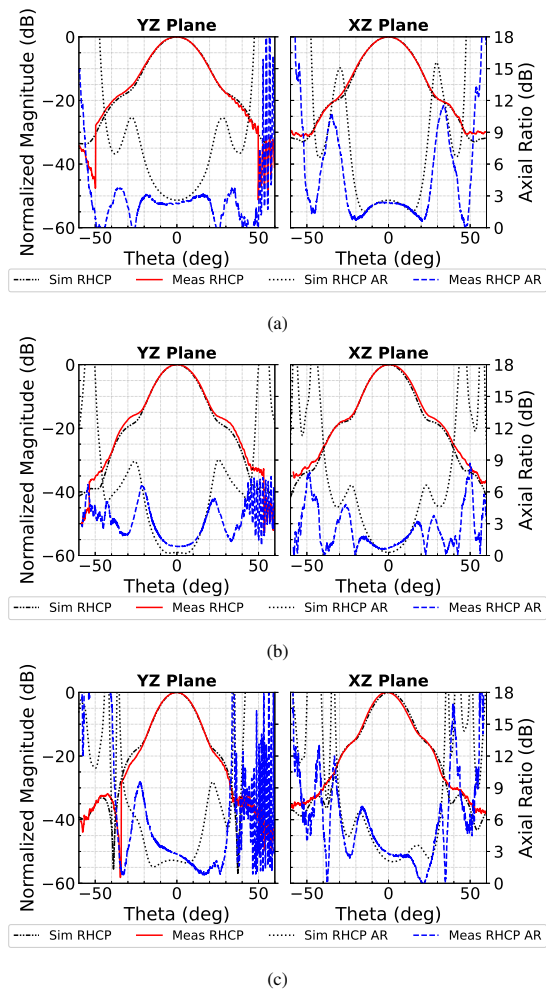 YZ Plane XZ Plane
Normalized Magnitude (dB)
0 −20 −40 −60
−50 0 50
Theta (deg)
−50 0 50
Theta (deg)
18 15 12 9 6 3 0
Axial Ratio (dB)
Sim RHCP Meas RHCP Sim RHCP AR Meas RHCP AR
(a)
YZ Plane XZ Plane
Normalized Magnitude (dB)
0 −20 −40 −60
−50 0 50
Theta (deg)
−50 0 50
Theta (deg)
18 15 12 9 6 3 0
Axial Ratio (dB)
Sim RHCP Meas RHCP Sim RHCP AR Meas RHCP AR
(b)
YZ Plane XZ Plane
Normalized Magnitude (dB)
0 −20 −40 −60
−50 0 50
Theta (deg)
−50 0 50
Theta (deg)
18 15 12 9 6 3 0
Axial Ratio (dB)
Sim RHCP Meas RHCP Sim RHCP AR Meas RHCP AR
(c)